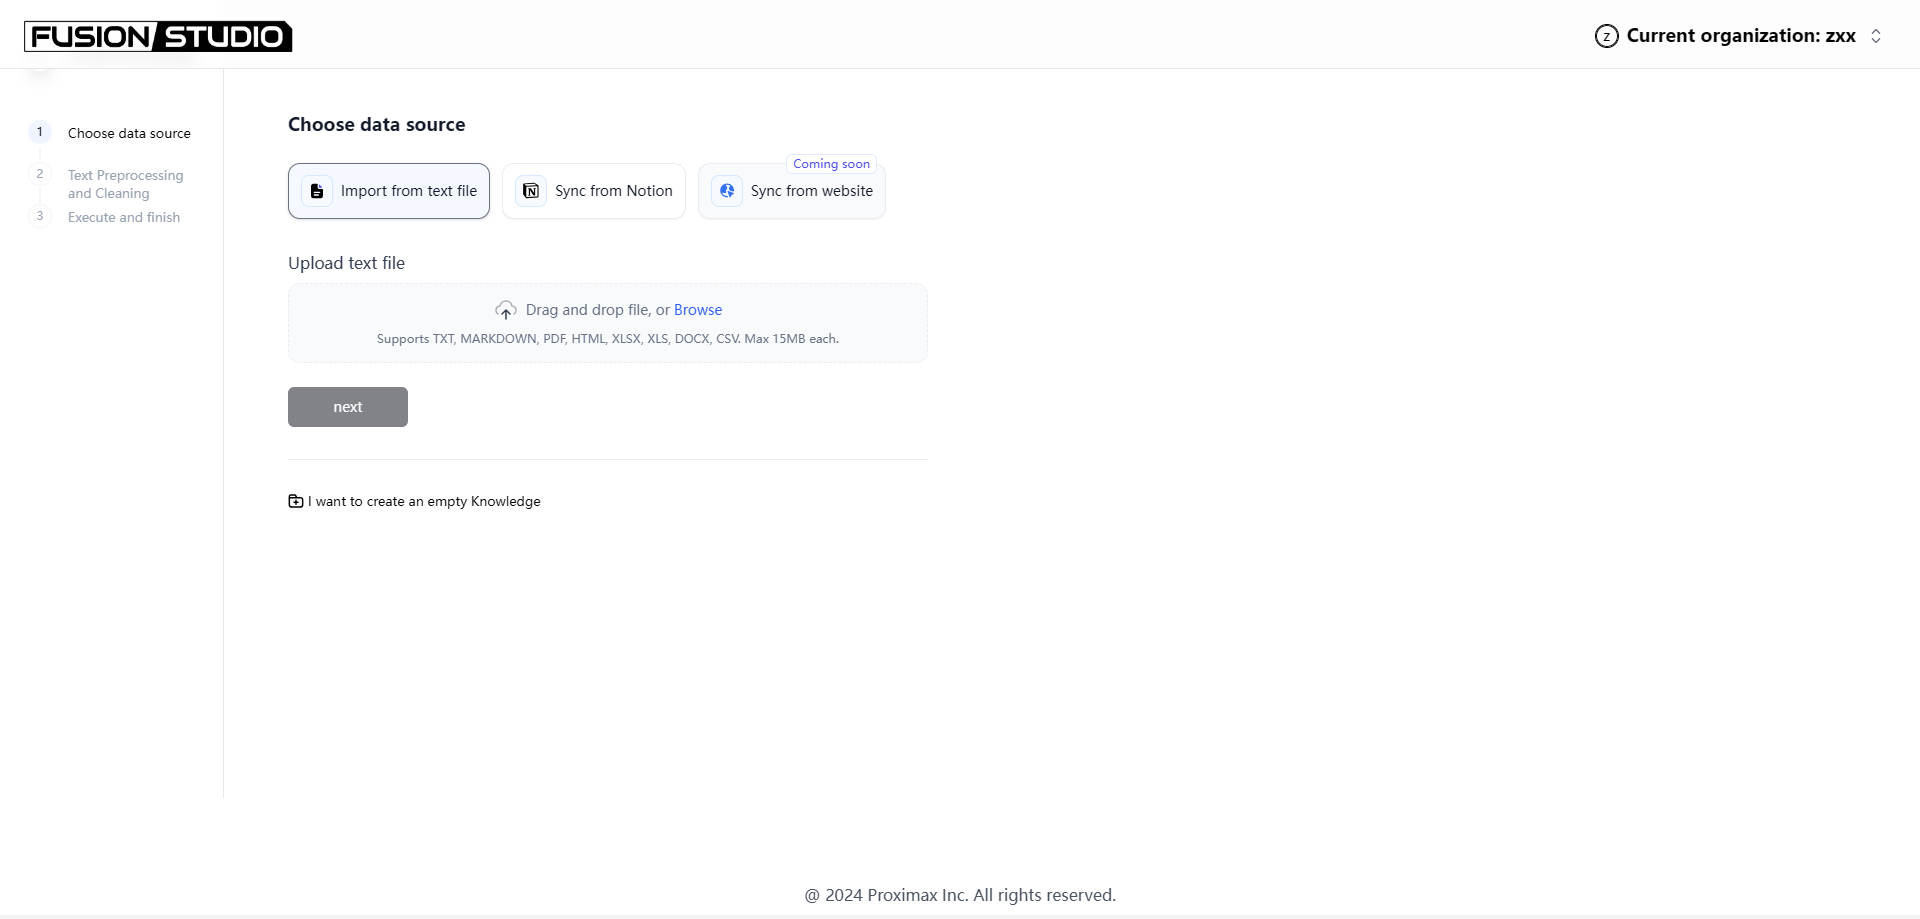 FUSION STUDIO
Z Current organization: zxx
1 Choose data source
2 Text Preprocessing
and Cleaning
3 Execute and finish
Choose data source
Import from text file
Sync from Notion
Coming soon
Sync from website
Upload text file
Drag and drop file, or Browse
Supports TXT, MARKDOWN, PDF, HTML, XLSX, XLS, DOCX, CSV. Max 15MB each.
next
I want to create an empty Knowledge
@ 2024 Proximax Inc. All rights reserved.